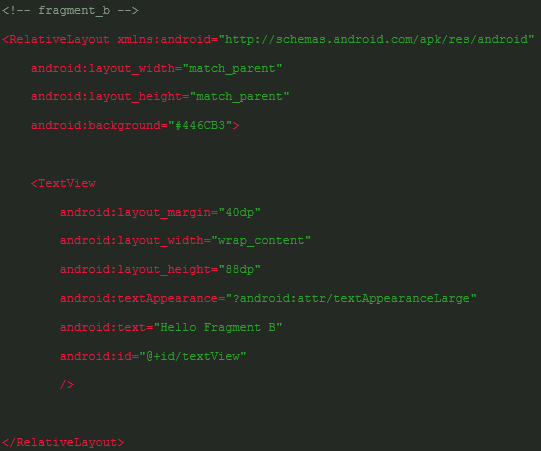 <!-- fragment_b -->
<RelativeLayout xmlns:android="http://schemas.android.com/apk/res/android"
android:layout_width="match_parent"
android:layout_height="match_parent"
android:background="#446CB3">
<TextView
android:layout_margin="40dp"
android:layout_width="wrap_content"
android:layout_height="88dp"
android:textAppearance="?android:attr/textAppearanceLarge"
android:text="Hello Fragment B"
android:id="@+id/textView"
/>
</RelativeLayout>